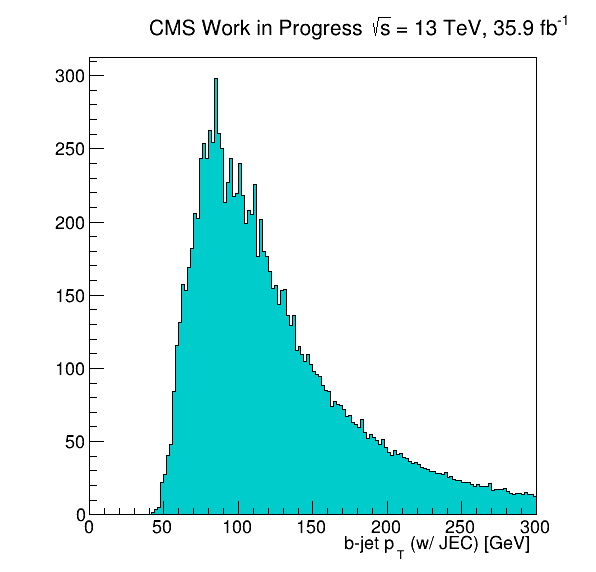 CMS Work in Progress √s = 13 TeV, 35.9 fb⁻¹
300
250
200
150
100
50
0
0 50 100 150 200 250 300
b-jet p_T (w/ JEC) [GeV]